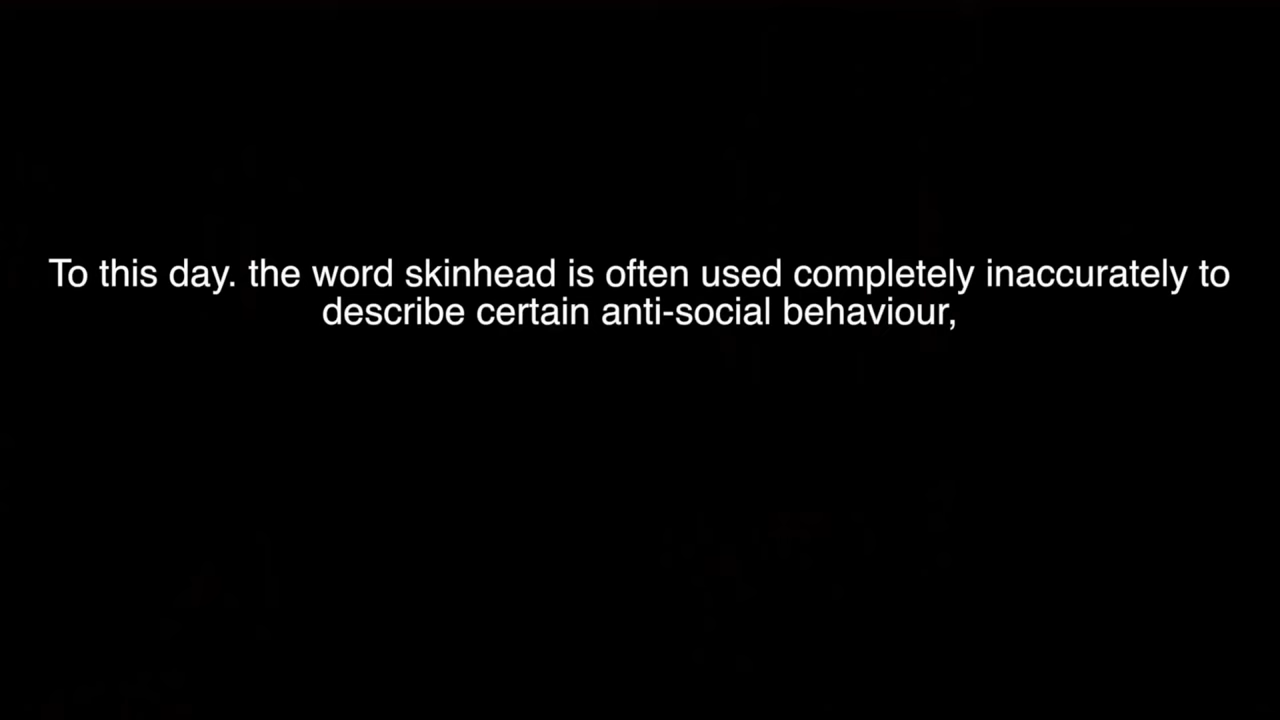 To this day. the word skinhead is often used completely inaccurately to
describe certain anti-social behaviour,